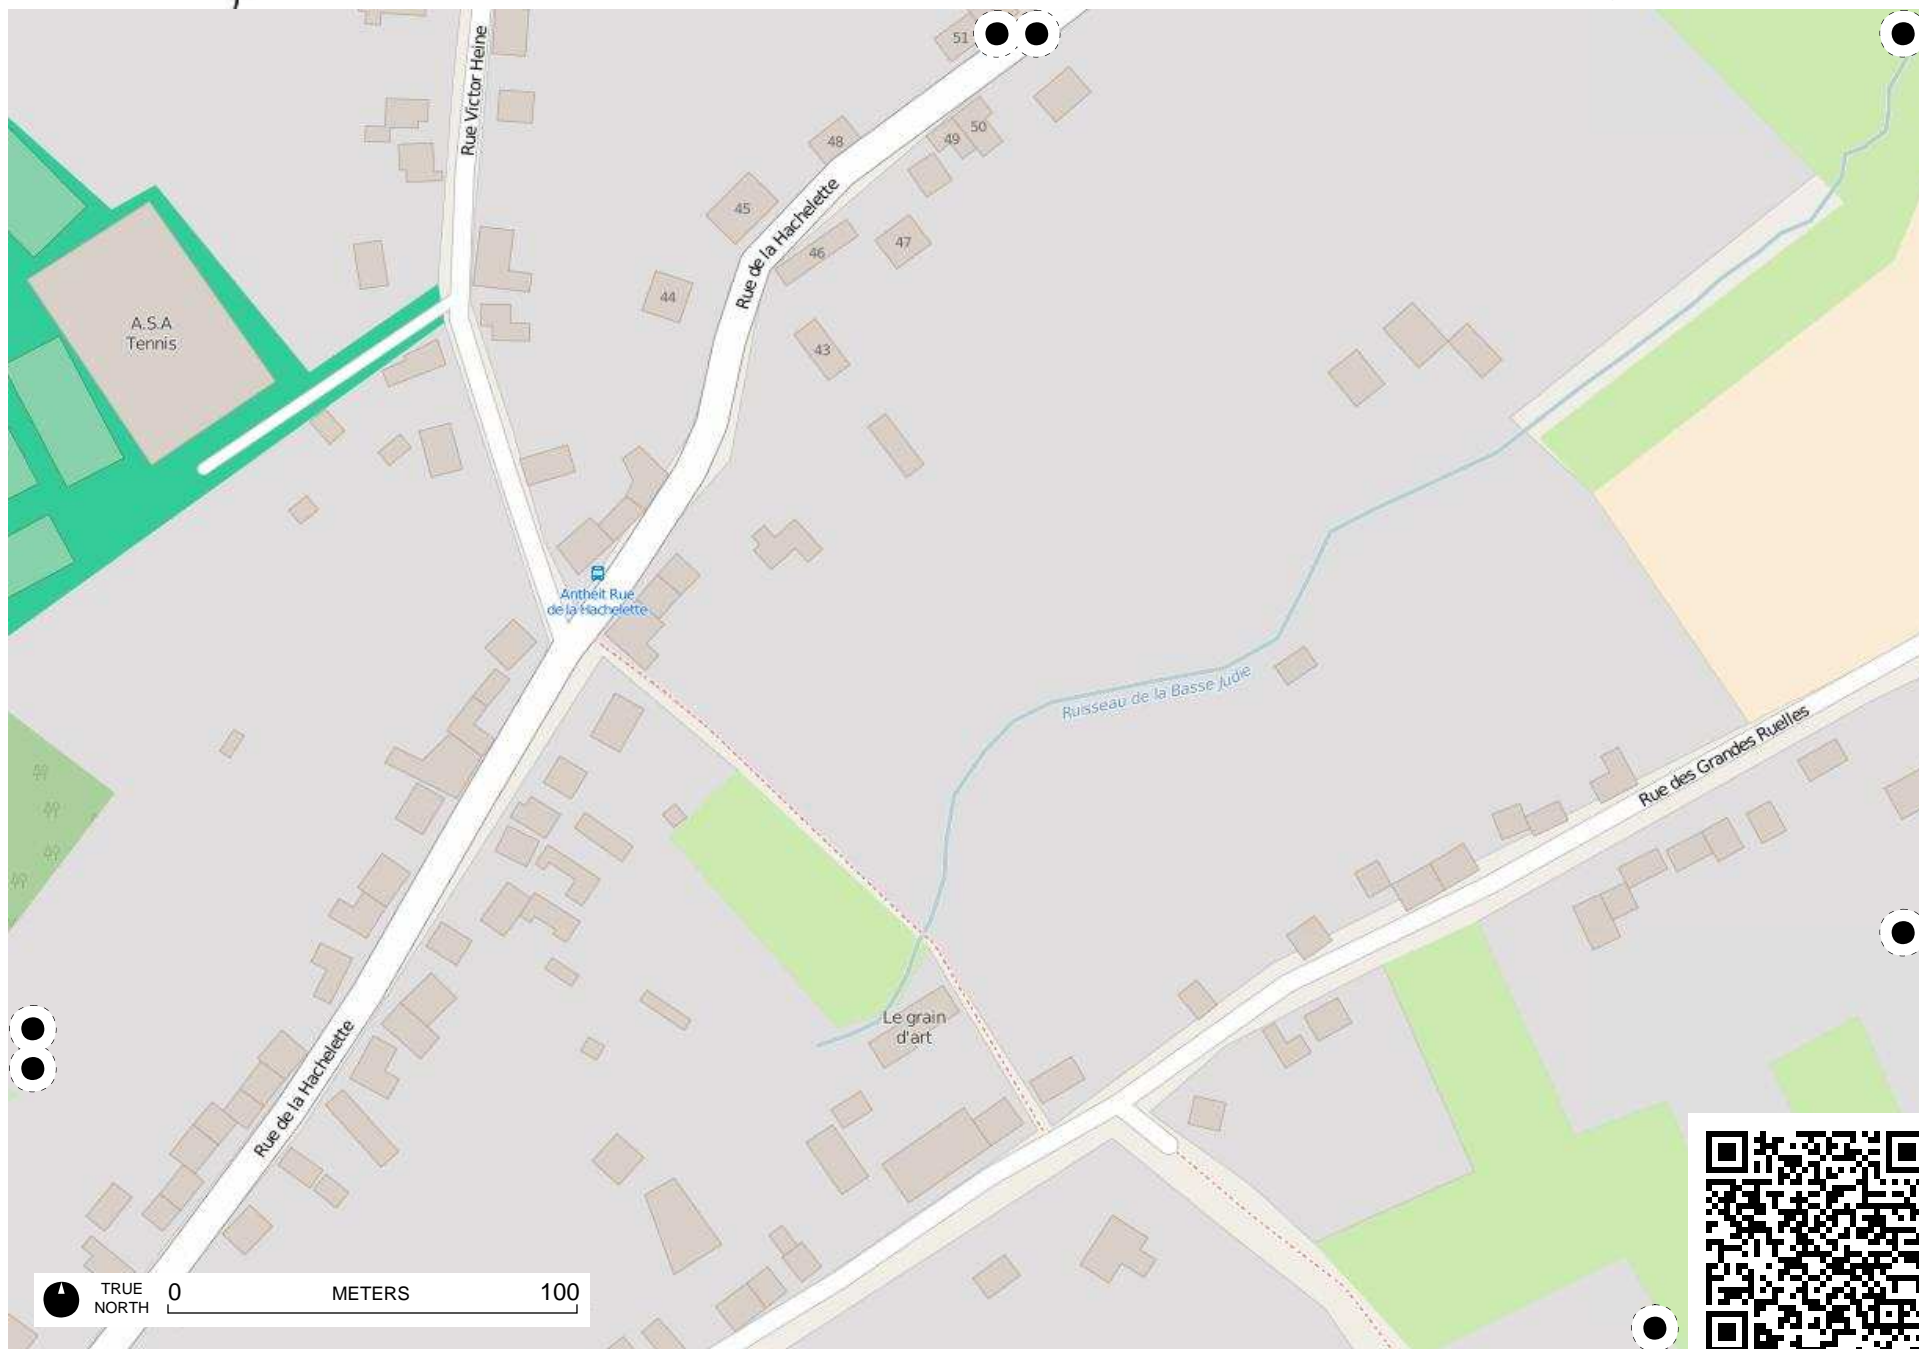 Rue Victor Heine
51
50
49
48
Rue de la Hachelette
45
47
46
44
43
A.S.A
Tennis
Antheit Rue
de la Hachelette
Ruisseau de la Basse Judie
Rue des Grandes Ruelles
Le grain
d'art
Rue de la Hachelette
TRUE
NORTH
0 METERS 100